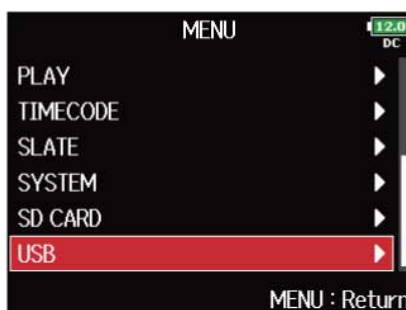 MENU
12.0
DC
PLAY
TIMECODE
SLATE
SYSTEM
SD CARD
USB
MENU : Return